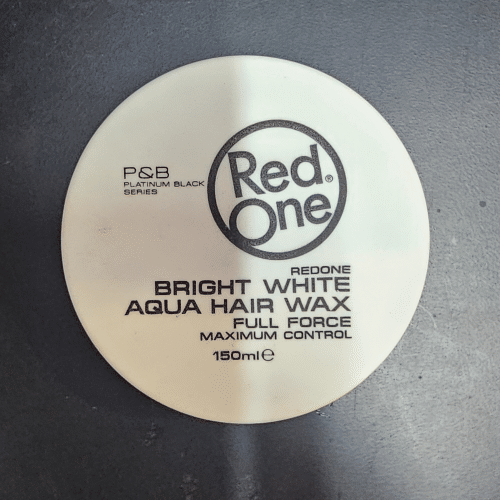 P&B
PLATINUM BLACK
SERIES
Red®
One
REDONE
BRIGHT WHITE
AQUA HAIR WAX
FULL FORCE
MAXIMUM CONTROL
150ml℮